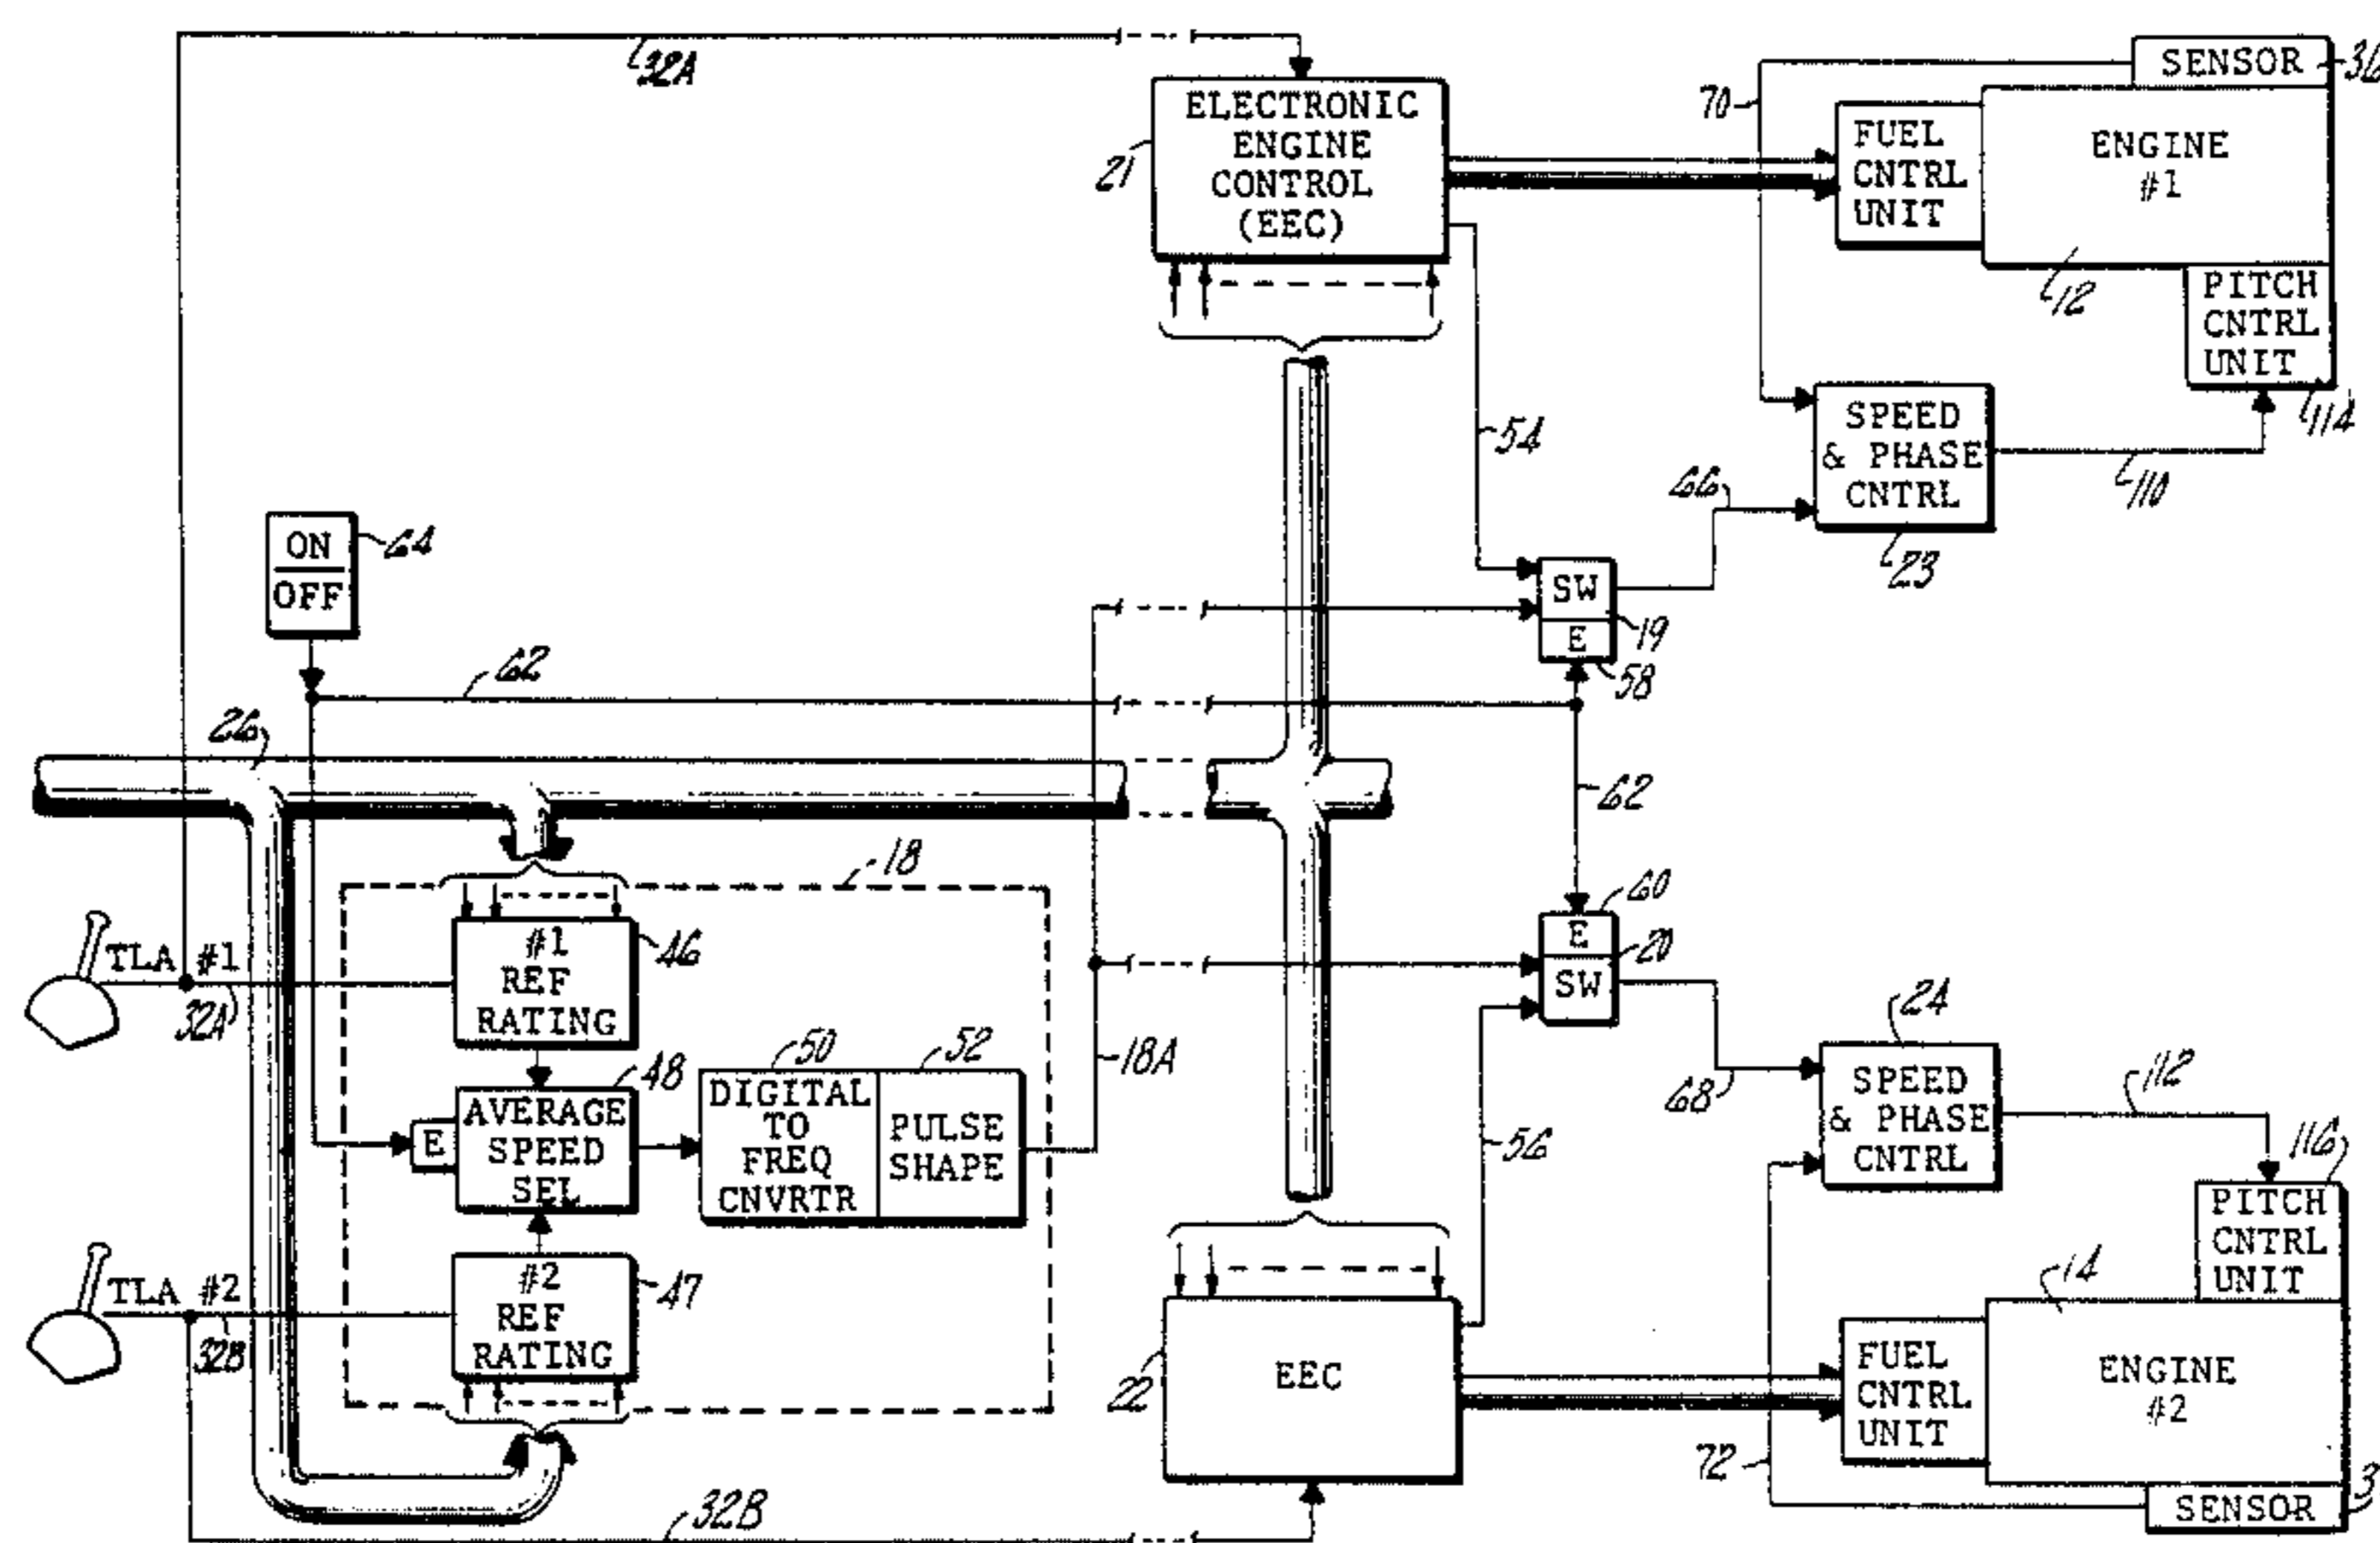 32A
SENSOR
70
ELECTRONIC
ENGINE
CONTROL
(EEC)
21
FUEL
CNTRL
UNIT
ENGINE
#1
12
PITCH
CNTRL
UNIT
114
54
SPEED
& PHASE
CNTRL
23
110
66
ON
OFF
64
SW
E
19
58
62
26
62
18
60
E
SW
20
TLA #1
32A
#1
REF
RATING
46
48
E
AVERAGE
SPEED
SEL
50
DIGITAL
TO
FREQ
CNVRTR
52
PULSE
SHAPE
18A
68
24
SPEED
& PHASE
CNTRL
112
56
116
PITCH
CNTRL
UNIT
TLA #2
32B
#2
REF
RATING
47
22
EEC
14
FUEL
CNTRL
UNIT
ENGINE
#2
72
SENSOR
32B